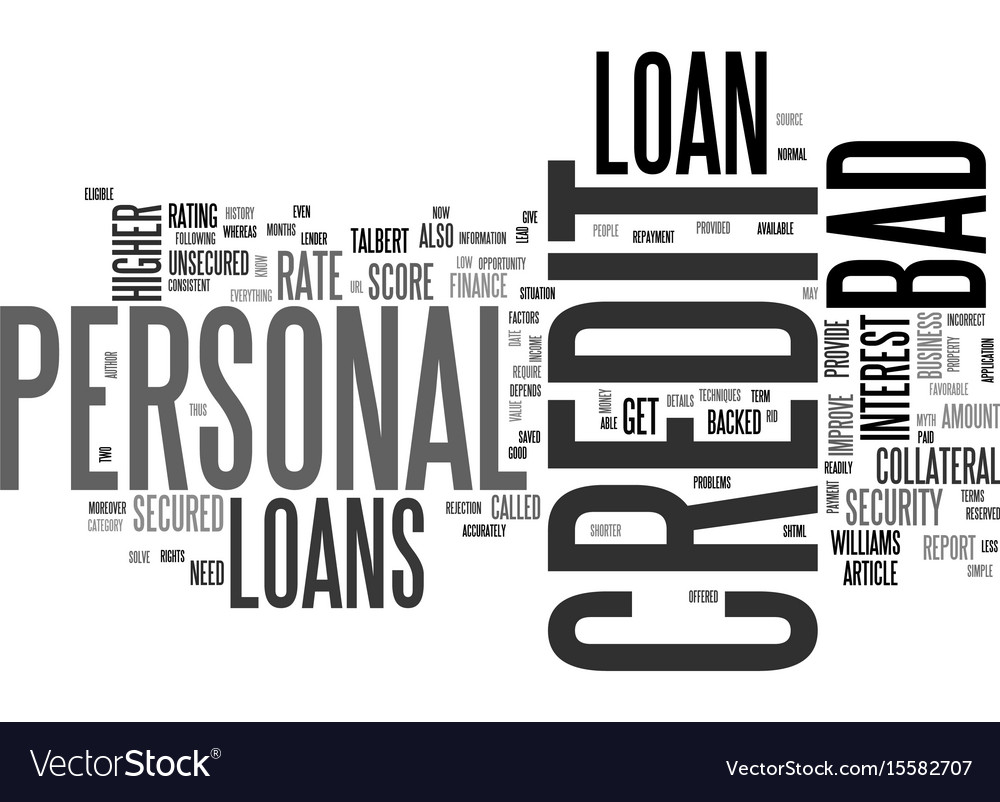 LOAN
SOURCE
NORMAL
BAD
CREDIT
PEOPLE
REPAYMENT
PROVIDED
AVAILABLE
MAY
ELIGIBLE
HIGHER
RATING
HISTORY
EVEN
NOW
GIVE
LEAD
FOLLOWING
WHEREAS
MONTHS
LENDER
TALBERT
ALSO
INFORMATION
UNSECURED
KNOW
CONSISTENT
RATE
URL
SCORE
LOW
OPPORTUNITY
FINANCE
EVERYTHING
SITUATION
PERSONAL
AUTHOR
THUS
TWO
FACTORS
DATE
INCOME
REQUIRE
DEPENDS
VALUE
SAVED
GOOD
MONEY
ABLE
GET
DETAILS
TECHNIQUES
TERM
BACKED
RID
PROVIDE
IMPROVE
INTEREST
BUSINESS
PROPERTY
INCORRECT
APPLICATION
FAVORABLE
MYTH
AMOUNT
PAID
READILY
COLLATERAL
PAYMENT
SECURITY
TERMS
RESERVED
WILLIAMS
REPORT
LESS
ARTICLE
SIMPLE
PROBLEMS
SHORTER
SHTML
OFFERED
MOREOVER
SECURED
CATEGORY
LOANS
REJECTION
CALLED
ACCURATELY
SOLVE
RIGHTS
NEED
VectorStock®
VectorStock.com/15582707